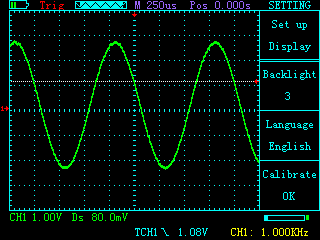 Trig M 250us Pos 0.000s SETTING
Set up
Display
Backlight
3
Language
English
Calibrate
OK
CH1 1.00V Ds 80.0mV
TCH1 1.08V CH1: 1.000KHz